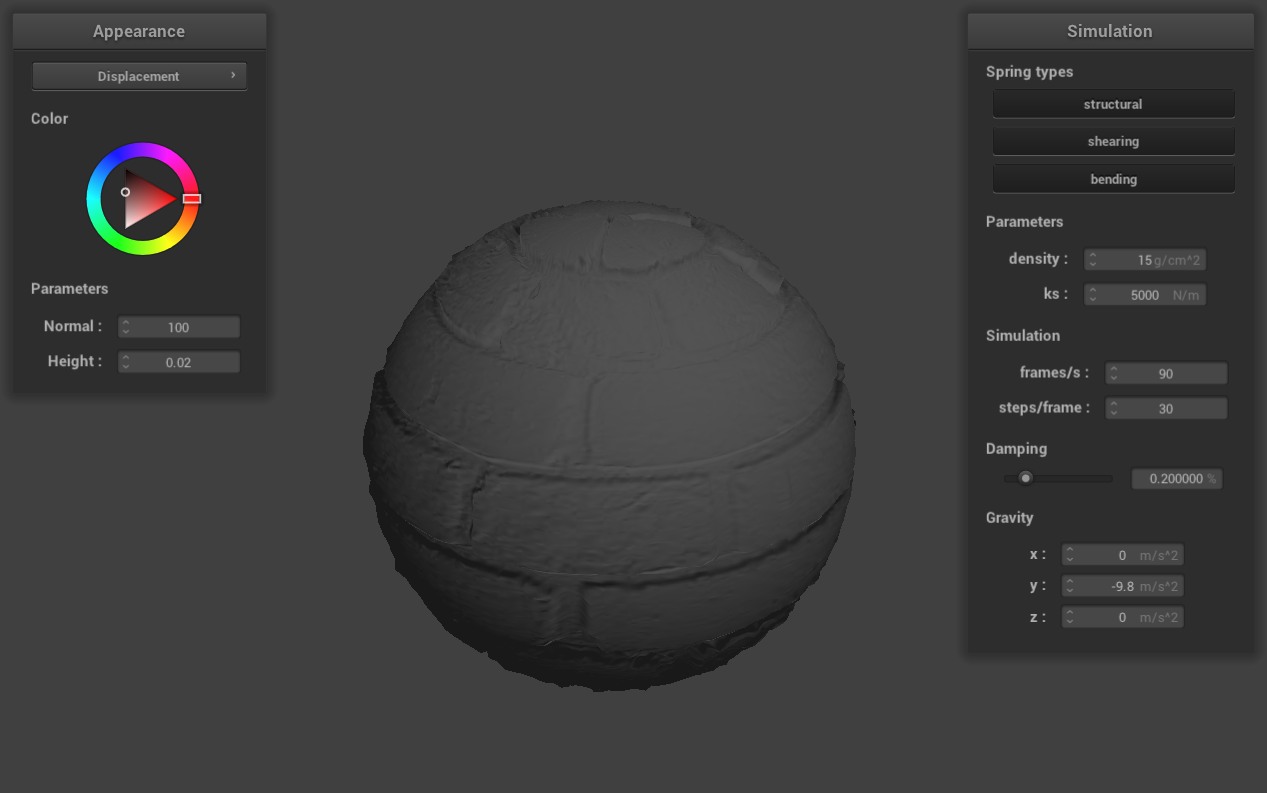 Appearance
Displacement
Color
Parameters
Normal : 100
Height : 0.02
Simulation
Spring types
structural
shearing
bending
Parameters
density : 15 g/cm^2
ks : 5000 N/m
Simulation
frames/s : 90
steps/frame : 30
Damping
0.200000 %
Gravity
x : 0 m/s^2
y : -9.8 m/s^2
z : 0 m/s^2